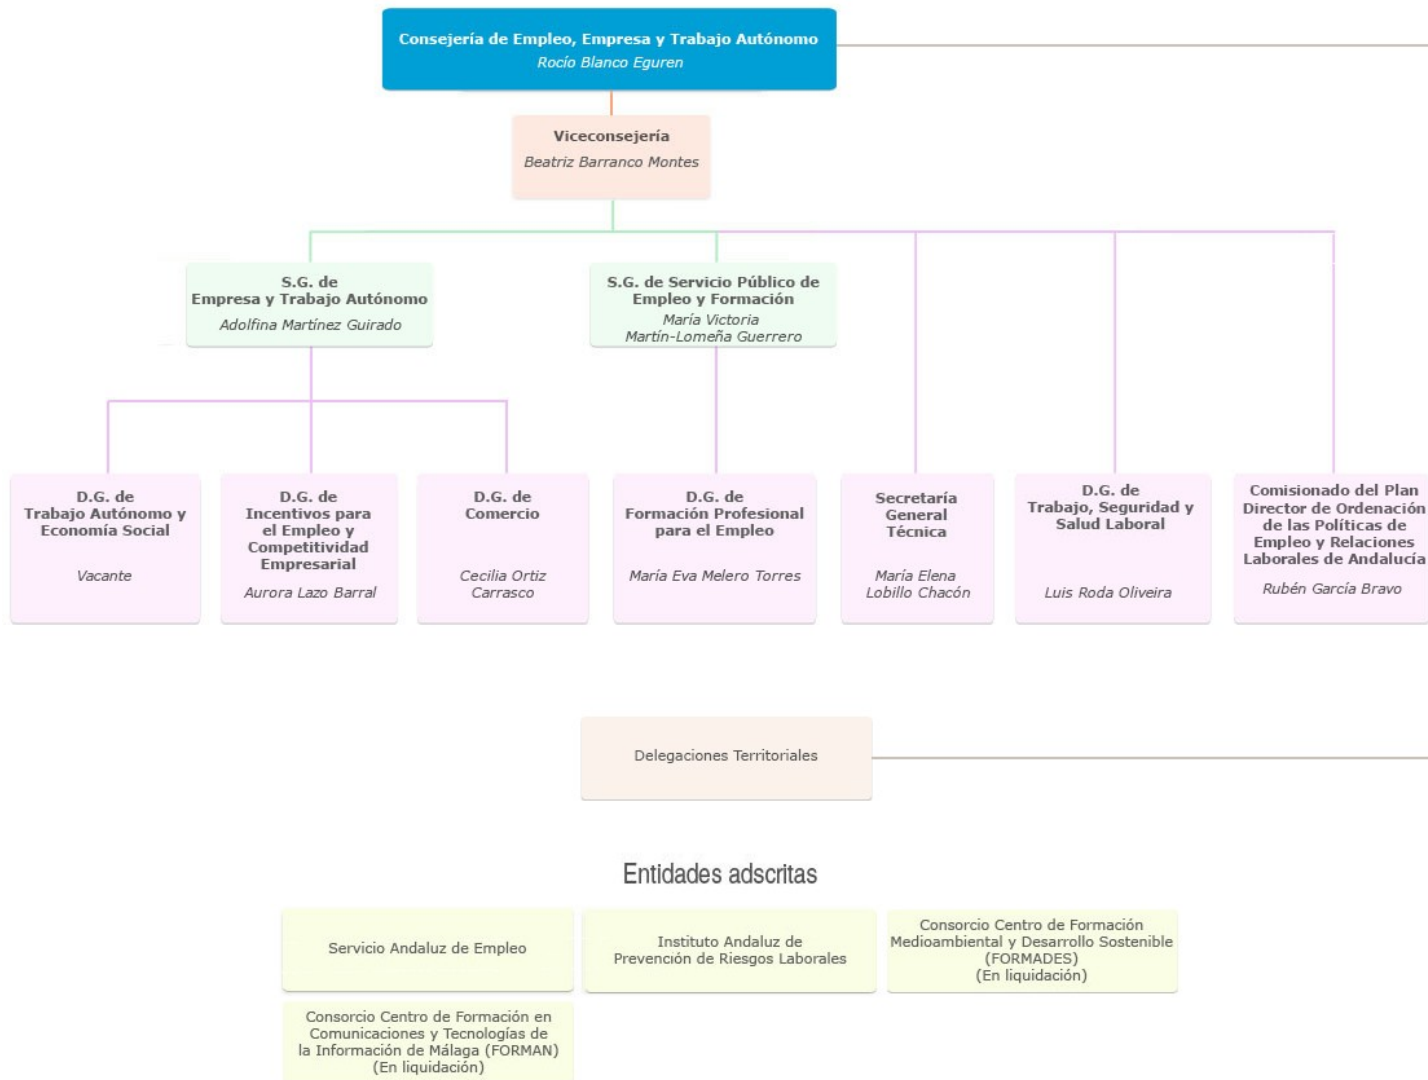 Consejería de Empleo, Empresa y Trabajo Autónomo
Rocío Blanco Eguren
Viceconsejería
Beatriz Barranco Montes
S.G. de
Empresa y Trabajo Autónomo
Adolfina Martínez Guirado
S.G. de Servicio Público de
Empleo y Formación
María Victoria
Martín-Lomeña Guerrero
D.G. de
Trabajo Autónomo y
Economía Social
Vacante
D.G. de
Incentivos para
el Empleo y
Competitividad
Empresarial
Aurora Lazo Barral
D.G. de
Comercio
Cecilia Ortiz
Carrasco
D.G. de
Formación Profesional
para el Empleo
María Eva Melero Torres
Secretaría
General
Técnica
María Elena
Lobillo Chacón
D.G. de
Trabajo, Seguridad y
Salud Laboral
Luis Roda Oliveira
Comisionado del Plan
Director de Ordenación
de las Políticas de
Empleo y Relaciones
Laborales de Andalucía
Rubén García Bravo
Delegaciones Territoriales
Entidades adscritas
Servicio Andaluz de Empleo
Instituto Andaluz de
Prevención de Riesgos Laborales
Consorcio Centro de Formación
Medioambiental y Desarrollo Sostenible
(FORMADES)
(En liquidación)
Consorcio Centro de Formación en
Comunicaciones y Tecnologías de
la Información de Málaga (FORMAN)
(En liquidación)